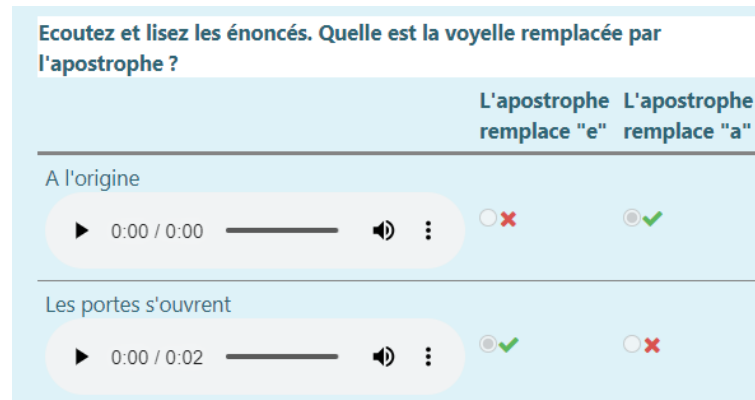 Ecoutez et lisez les énoncés. Quelle est la voyelle remplacée par
l'apostrophe ?
L'apostrophe L'apostrophe
remplace "e" remplace "a"
A l'origine
0:00 / 0:00
Les portes s'ouvrent
0:00 / 0:02